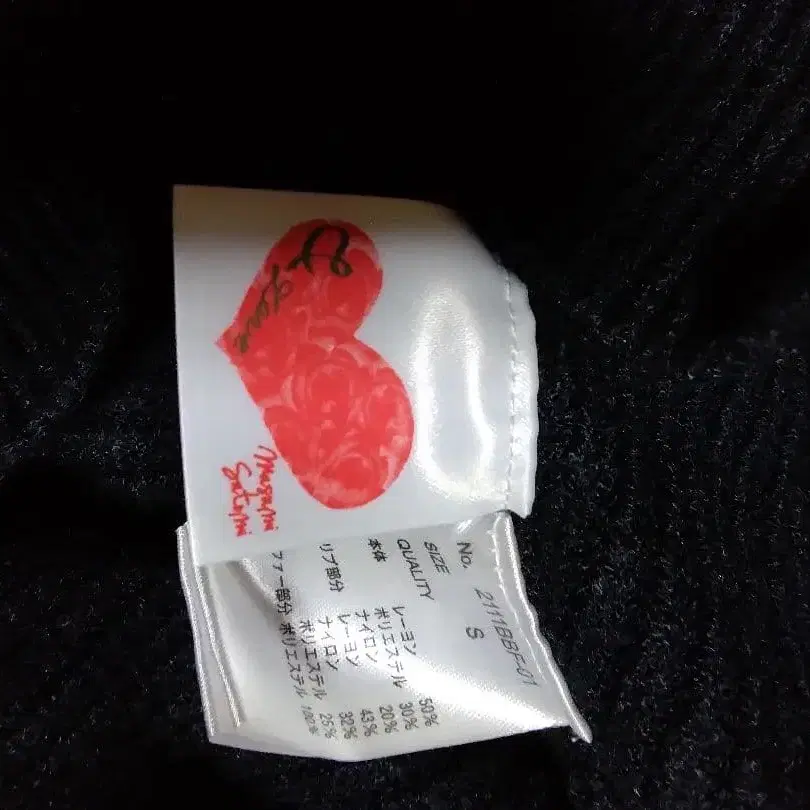 & Love
Masumi
Satomi
No. 2111BBF-01
SIZE S
QUALITY
本体 レーヨン 50%
ポリエステル 30%
ナイロン 20%
リブ部分 レーヨン 43%
ナイロン 32%
ポリエステル 25%
ファー部分 ポリエステル 100%